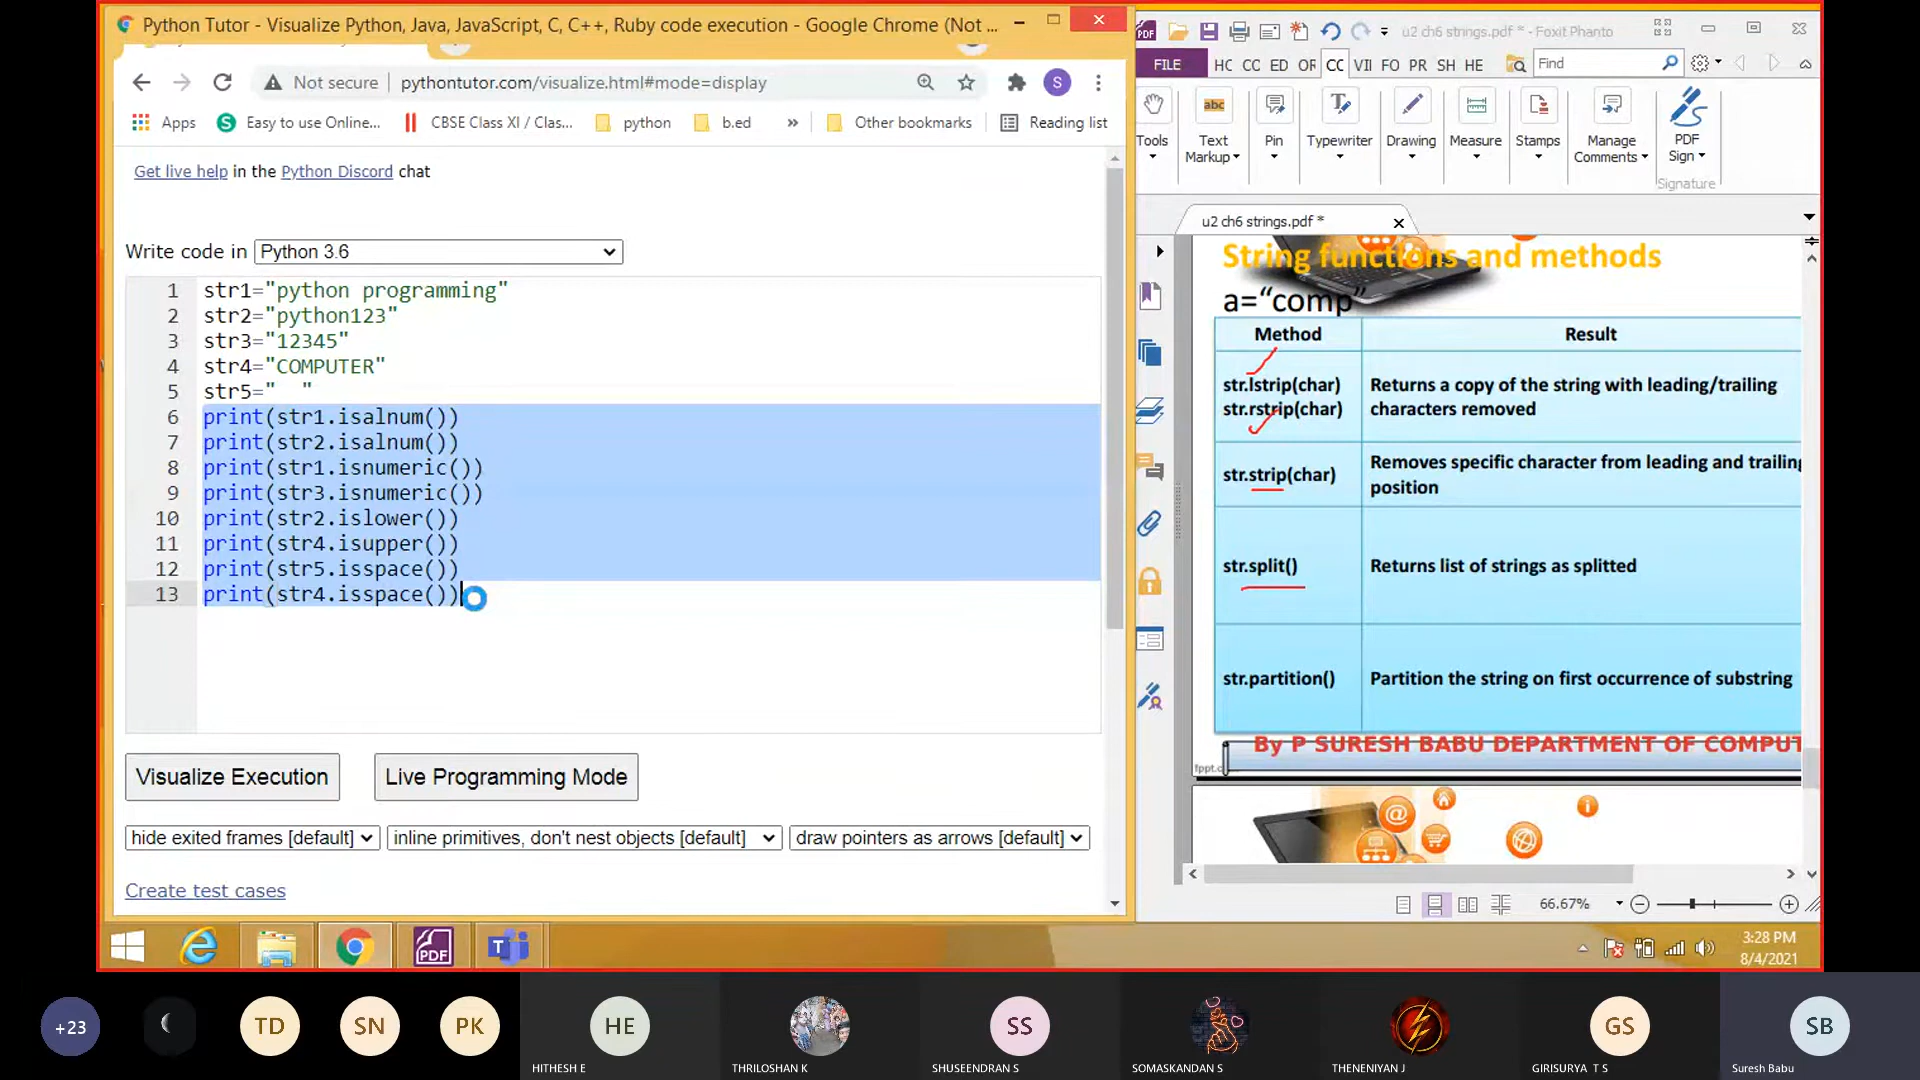 Python Tutor - Visualize Python, Java, JavaScript, C, C++, Ruby code execution - Google Chrome (Not ...
Not secure
pythontutor.com/visualize.html#mode=display
S
Apps
Easy to use Online...
CBSE Class XI / Clas...
python
b.ed
»
Other bookmarks
Reading list
Get live help in the Python Discord chat
Write code in
Python 3.6
1 str1="python programming"
2 str2="python123"
3 str3="12345"
4 str4="COMPUTER"
5 str5="  "
6 print(str1.isalnum())
7 print(str2.isalnum())
8 print(str1.isnumeric())
9 print(str3.isnumeric())
10 print(str2.islower())
11 print(str4.isupper())
12 print(str5.isspace())
13 print(str4.isspace())
Visualize Execution
Live Programming Mode
hide exited frames [default]
inline primitives, don't nest objects [default]
draw pointers as arrows [default]
Create test cases
PDF
u2 ch6 strings.pdf * - Foxit Phanto
FILE HC CC ED OR CC VII FO PR SH HE
Find
Tools
abc
Text Markup
Pin
Typewriter
Drawing
Measure
Stamps
Manage Comments
PDF Sign
Signature
u2 ch6 strings.pdf *
String functions and methods
a=“comp”
Method Result
str.lstrip(char)
str.rstrip(char)
Returns a copy of the string with leading/trailing
characters removed
str.strip(char)
Removes specific character from leading and trailing
position
str.split()
Returns list of strings as splitted
str.partition()
Partition the string on first occurrence of substring
By P SURESH BABU DEPARTMENT OF COMPUT
fppt.c
66.67%
PDF
T
3:28 PM
8/4/2021
+23
TD
SN
PK
HE
HITHESH E
THRILOSHAN K
SS
SHUSEENDRAN S
SOMASKANDAN S
THENENIYAN J
GS
GIRISURYA T S
SB
Suresh Babu